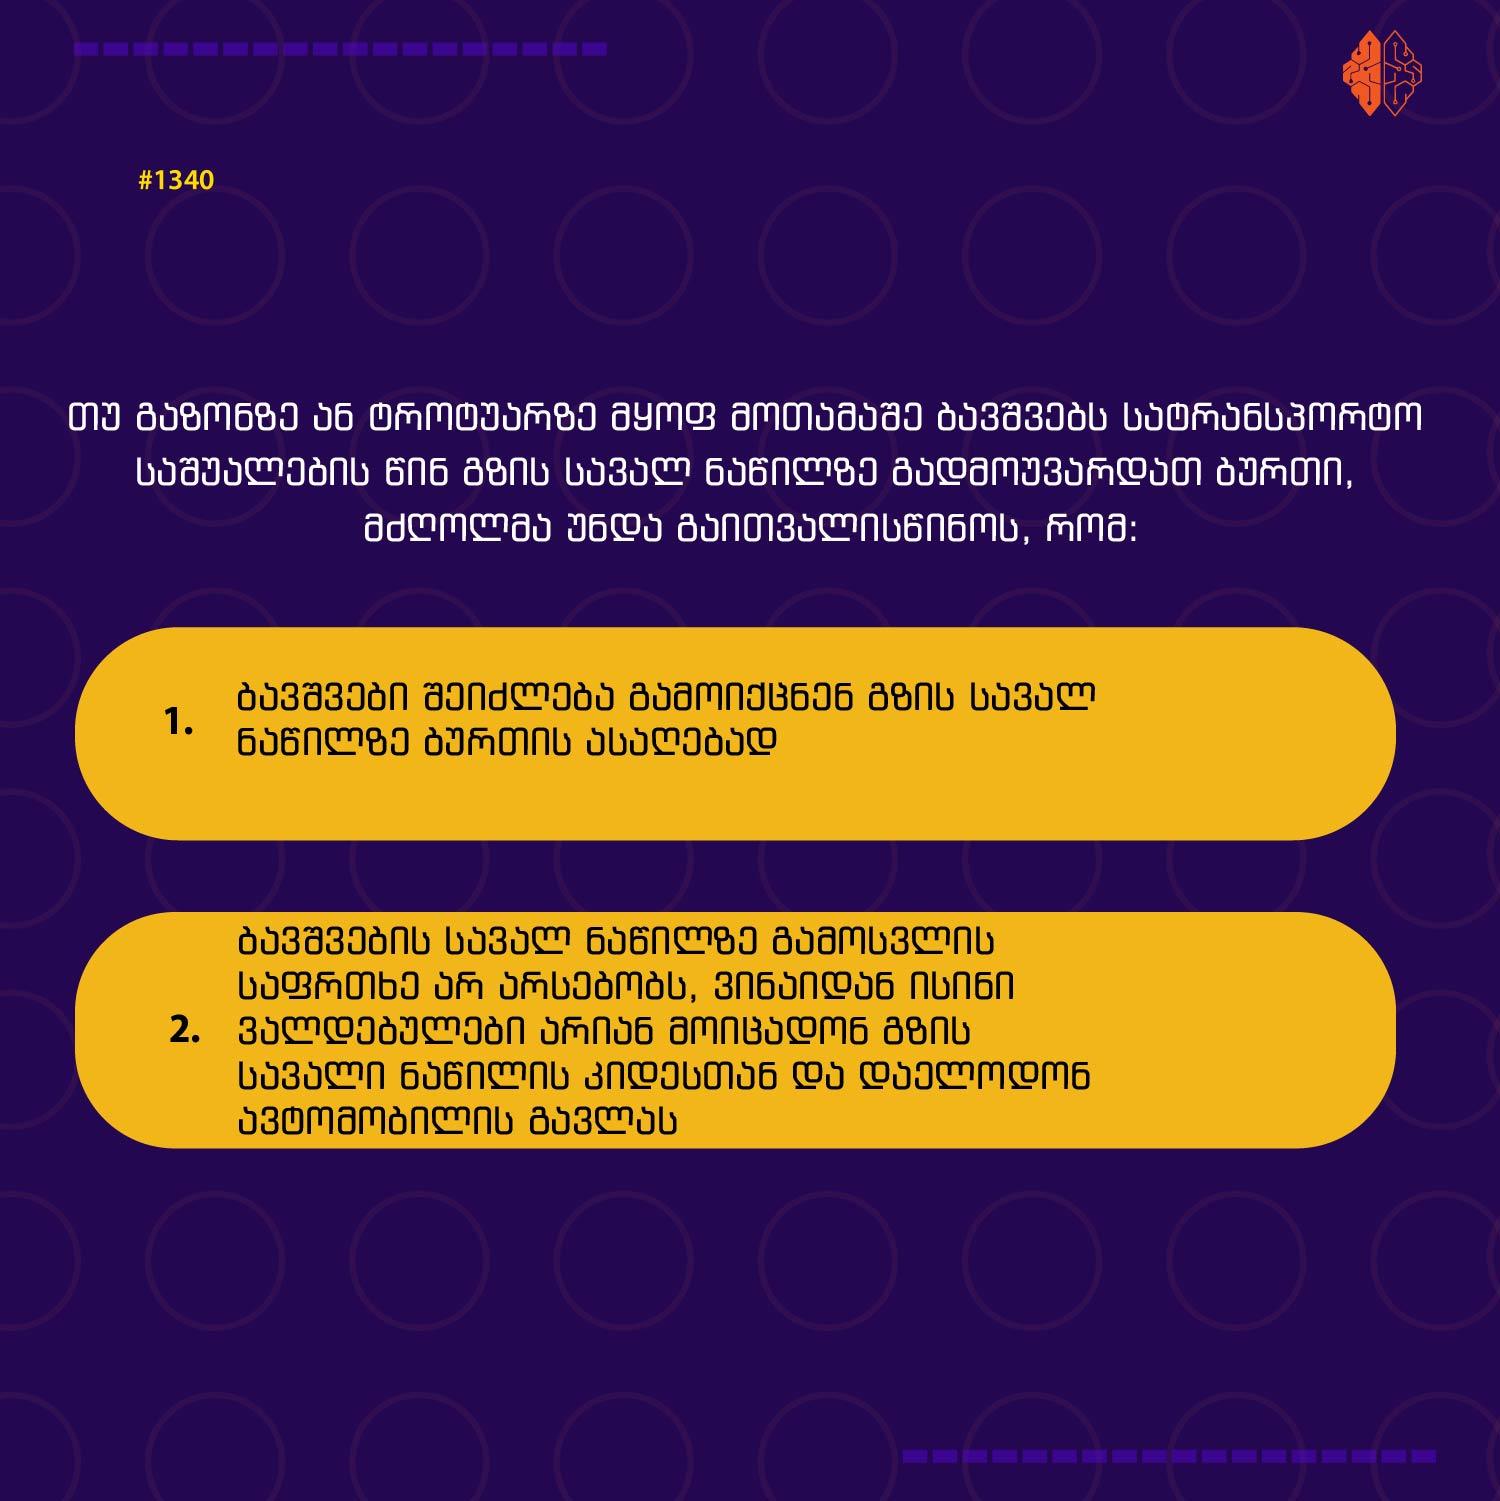 #1340
თუ გაზონზე ან ტროტუარზე მყოფ მოთამაშე ბავშვებს სატრანსპორტო
საშუალების წინ გზის სავალ ნაწილზე გადმოუვარდათ ბურთი,
მძღოლმა უნდა გაითვალისწინოს, რომ:
1. ბავშვები შეიძლება გამოიქცნენ გზის სავალ
ნაწილზე ბურთის ასაღებად
ბავშვების სავალ ნაწილზე გამოსვლის
საფრთხე არ არსებობს, ვინაიდან ისინი
2. ვალდებულები არიან მოიცადონ გზის
სავალი ნაწილის კიდესთან და დაელოდონ
ავტომობილის გავლას